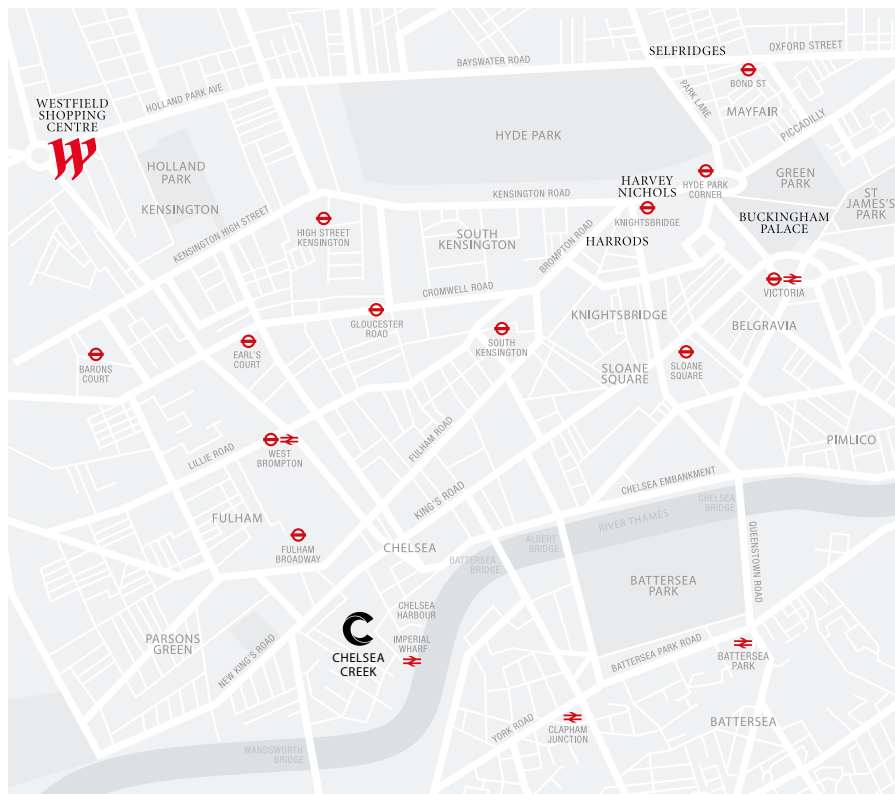 SELFRIDGES
OXFORD STREET
BAYSWATER ROAD
BOND ST
PARK LANE
MAYFAIR
PICCADILLY
HOLLAND PARK AVE
WESTFIELD
SHOPPING
CENTRE
HYDE PARK
HOLLAND
PARK
KENSINGTON
KENSINGTON HIGH STREET
HIGH STREET
KENSINGTON
KENSINGTON ROAD
HARVEY
NICHOLS
HYDE PARK
CORNER
GREEN
PARK
ST
JAMES'S
PARK
KNIGHTSBRIDGE
BUCKINGHAM
PALACE
HARRODS
SOUTH
KENSINGTON
BROMPTON ROAD
CROMWELL ROAD
VICTORIA
GLOUCESTER
ROAD
KNIGHTSBRIDGE
BELGRAVIA
SOUTH
KENSINGTON
EARL'S
COURT
BARONS
COURT
SLOANE
SQUARE
SLOANE
SQUARE
PIMLICO
FULHAM ROAD
LILLIE ROAD
WEST
BROMPTON
KING'S ROAD
CHELSEA EMBANKMENT
CHELSEA
BRIDGE
RIVER THAMES
FULHAM
ALBERT
BRIDGE
FULHAM
BROADWAY
CHELSEA
BATTERSEA
BRIDGE
QUEENSTOWN ROAD
BATTERSEA
PARK
CHELSEA
HARBOUR
IMPERIAL
WHARF
C
CHELSEA
CREEK
PARSONS
GREEN
NEW KING'S ROAD
BATTERSEA PARK ROAD
BATTERSEA
PARK
YORK ROAD
CLAPHAM
JUNCTION
BATTERSEA
WANDSWORTH
BRIDGE